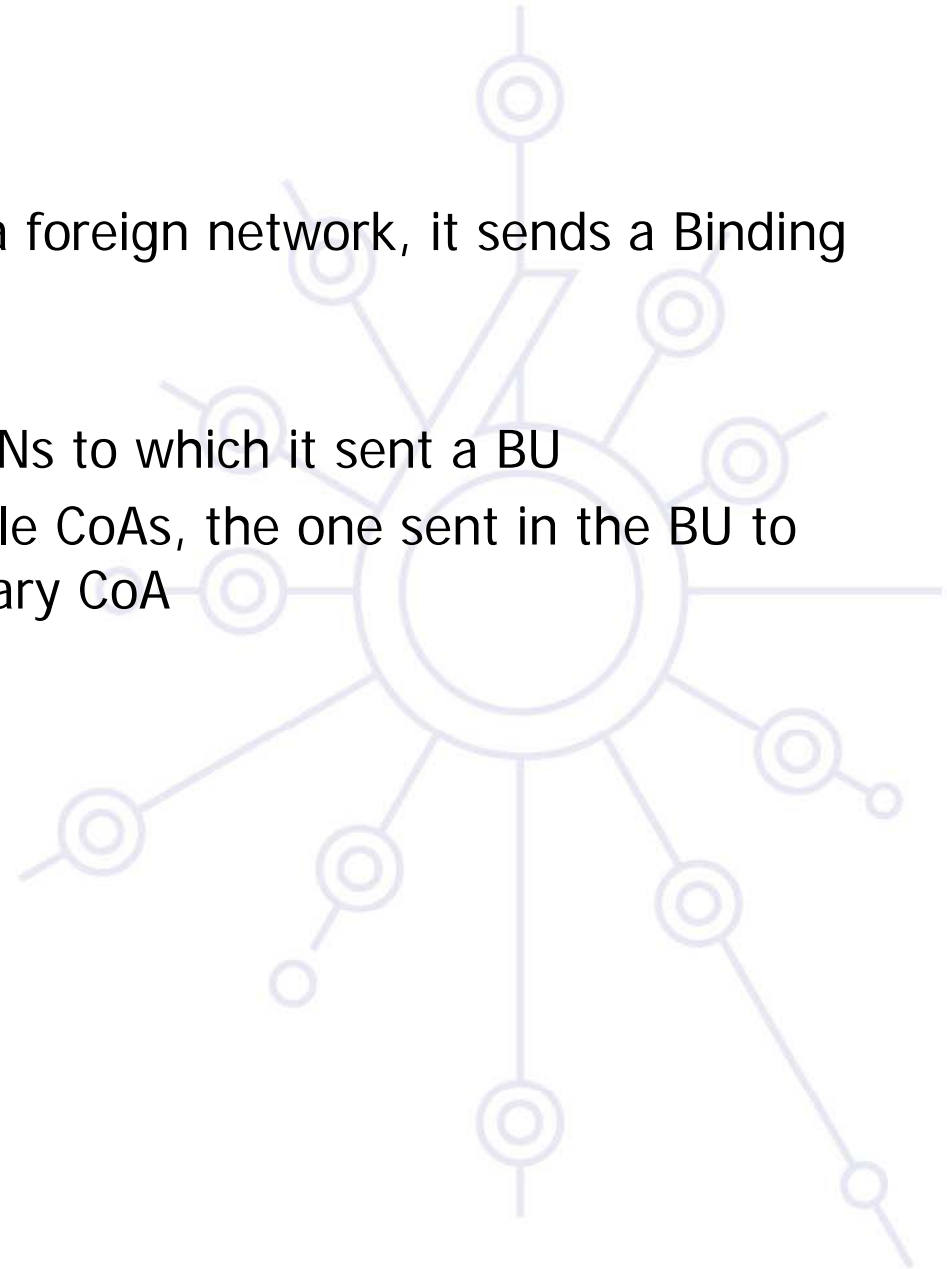 a foreign network, it sends a Binding
Ns to which it sent a BU
le CoAs, the one sent in the BU to
ary CoA